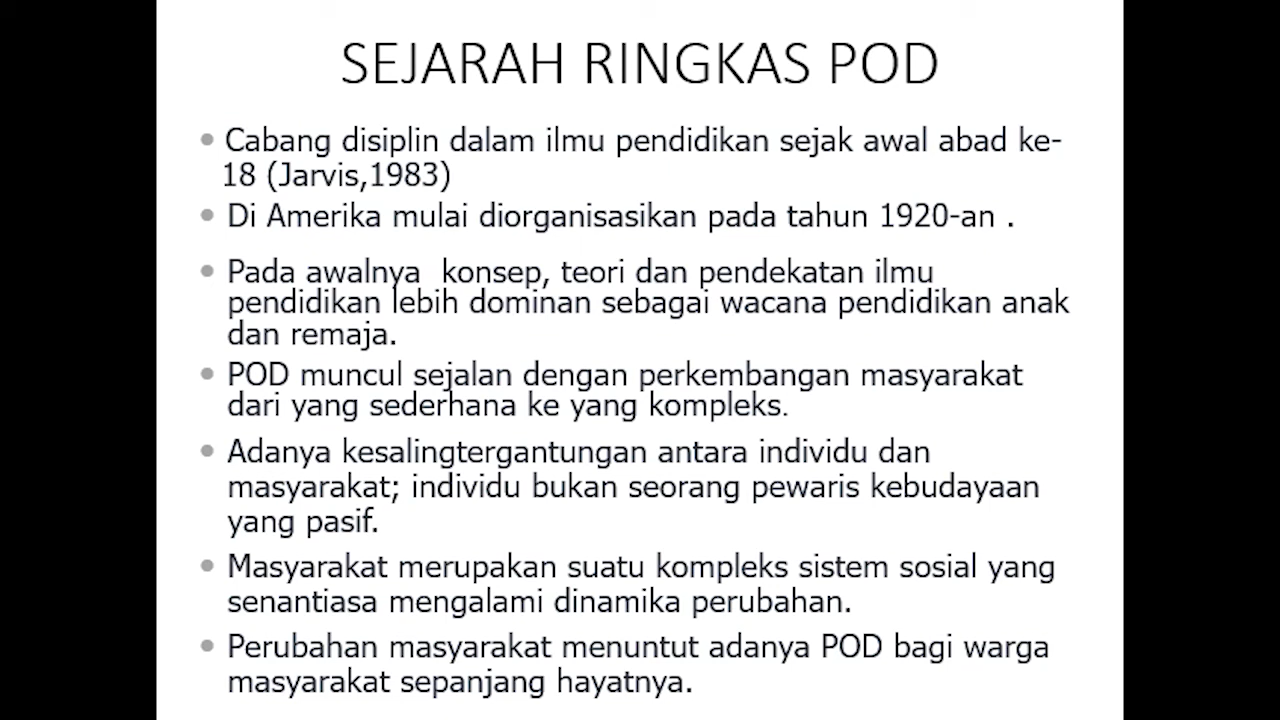 SEJARAH RINGKAS POD
• Cabang disiplin dalam ilmu pendidikan sejak awal abad ke-
18 (Jarvis,1983)
• Di Amerika mulai diorganisasikan pada tahun 1920-an .
• Pada awalnya  konsep, teori dan pendekatan ilmu
pendidikan lebih dominan sebagai wacana pendidikan anak
dan remaja.
• POD muncul sejalan dengan perkembangan masyarakat
dari yang sederhana ke yang kompleks.
• Adanya kesalingtergantungan antara individu dan
masyarakat; individu bukan seorang pewaris kebudayaan
yang pasif.
• Masyarakat merupakan suatu kompleks sistem sosial yang
senantiasa mengalami dinamika perubahan.
• Perubahan masyarakat menuntut adanya POD bagi warga
masyarakat sepanjang hayatnya.